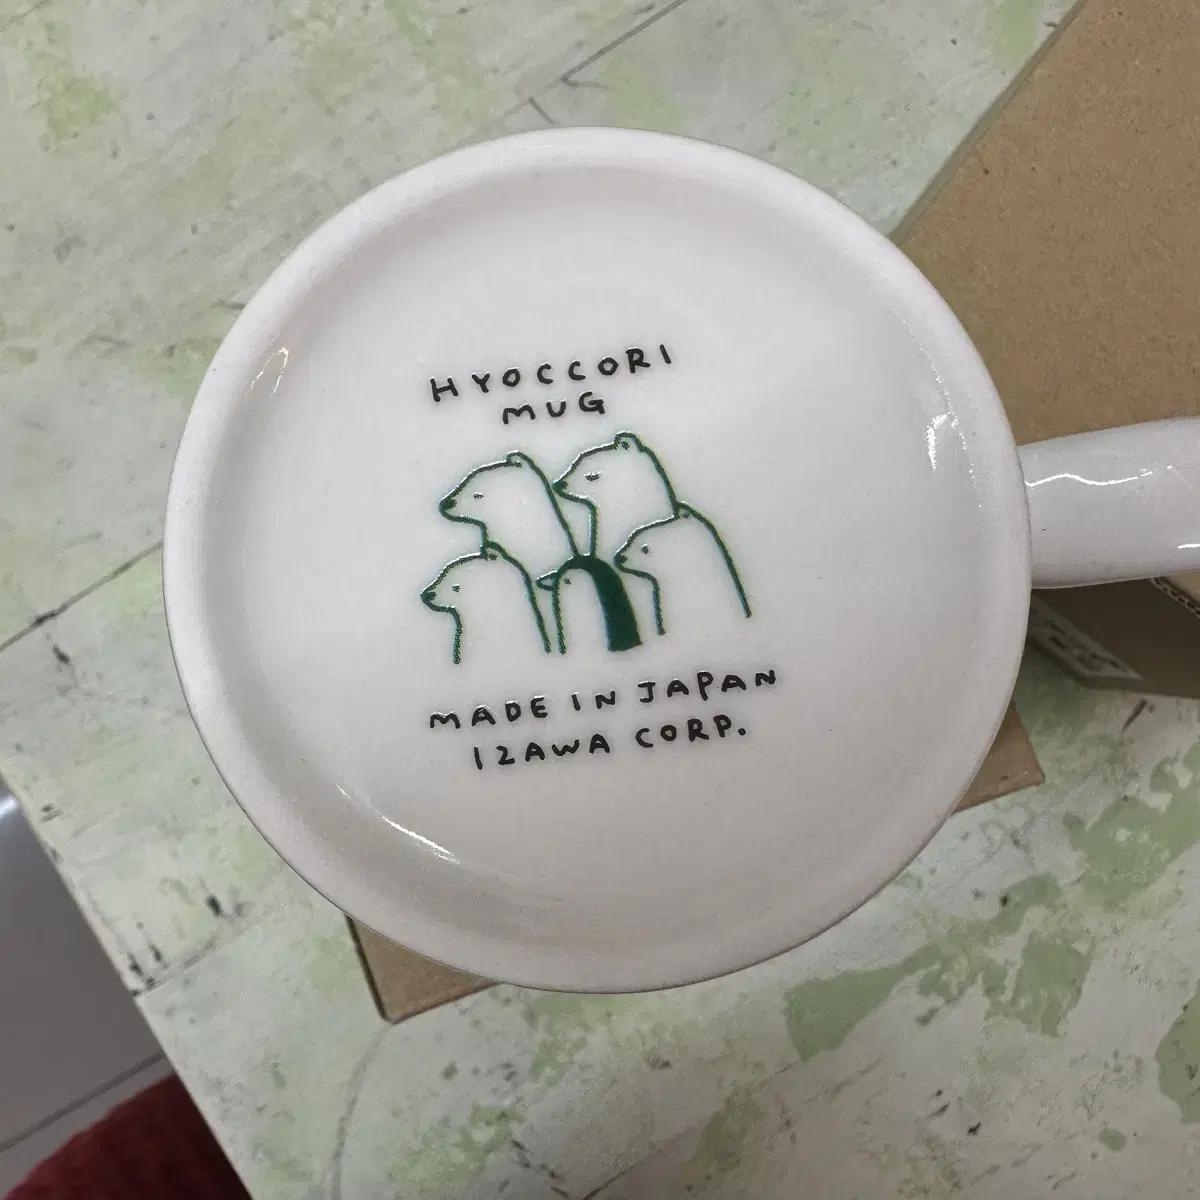 HYOCCORI
MUG
MADE IN JAPAN
IZAWA CORP.